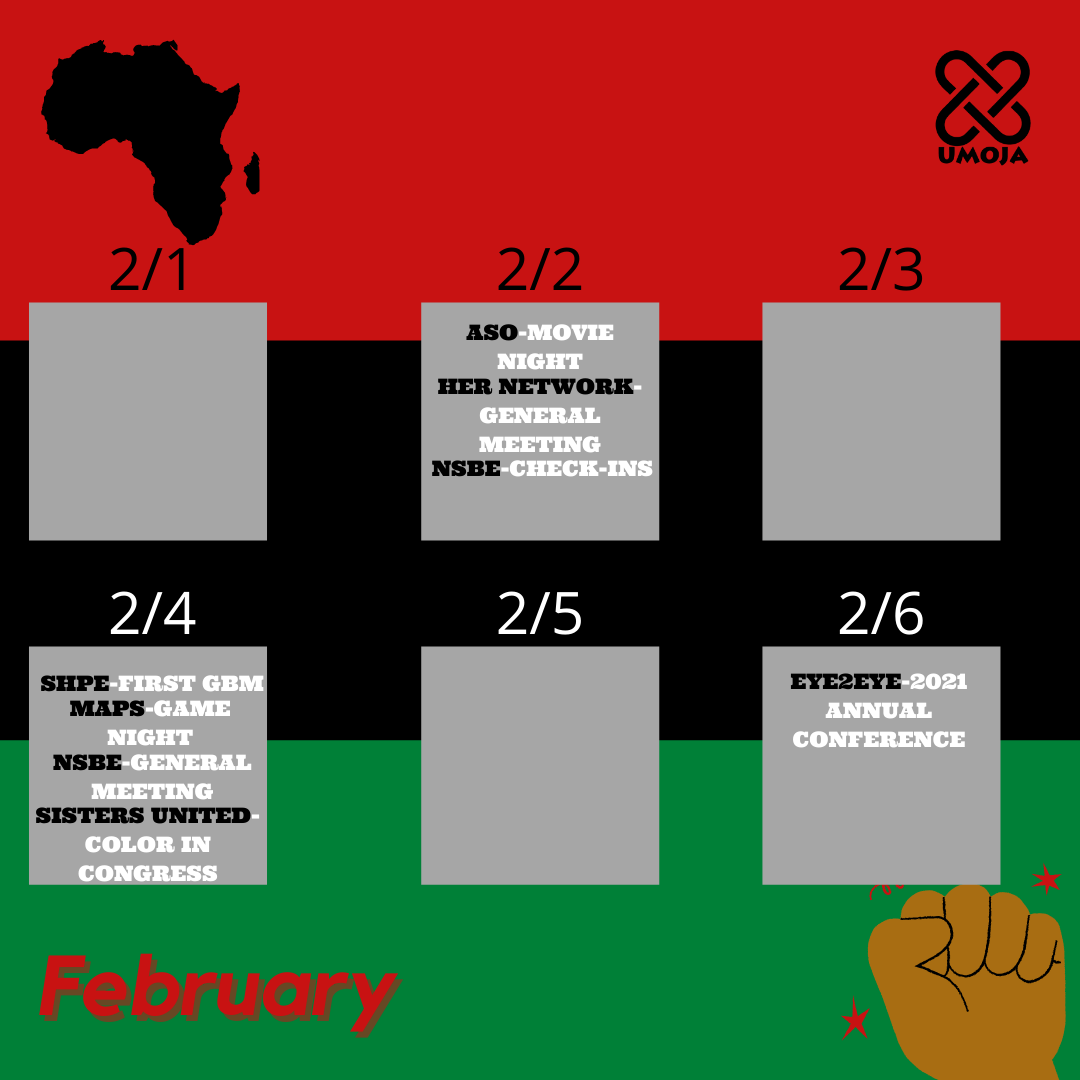 UMOJA
2/1
2/2
2/3
ASO-MOVIE
NIGHT
HER NETWORK-
GENERAL
MEETING
NSBE-CHECK-INS
2/4
2/5
2/6
SHPE-FIRST GBM
MAPS-GAME
NIGHT
NSBE-GENERAL
MEETING
SISTERS UNITED-
COLOR IN
CONGRESS
EYE2EYE-2021
ANNUAL
CONFERENCE
February